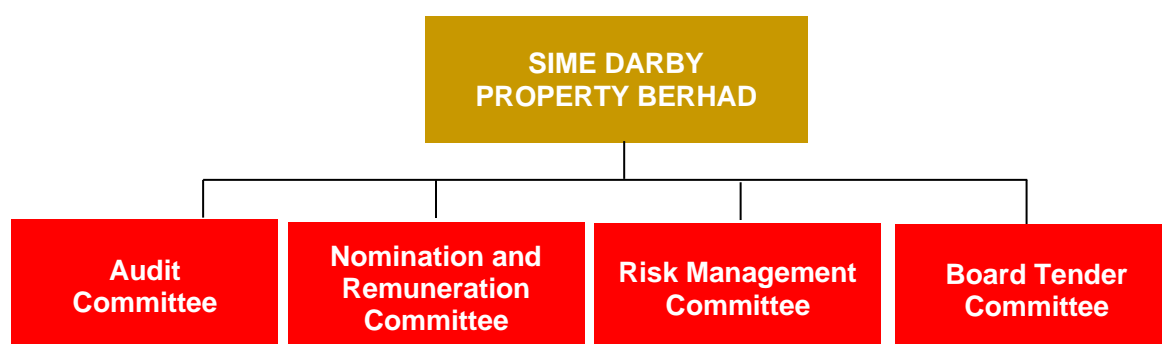 SIME DARBY
PROPERTY BERHAD
Audit
Committee
Nomination and
Remuneration
Committee
Risk Management
Committee
Board Tender
Committee